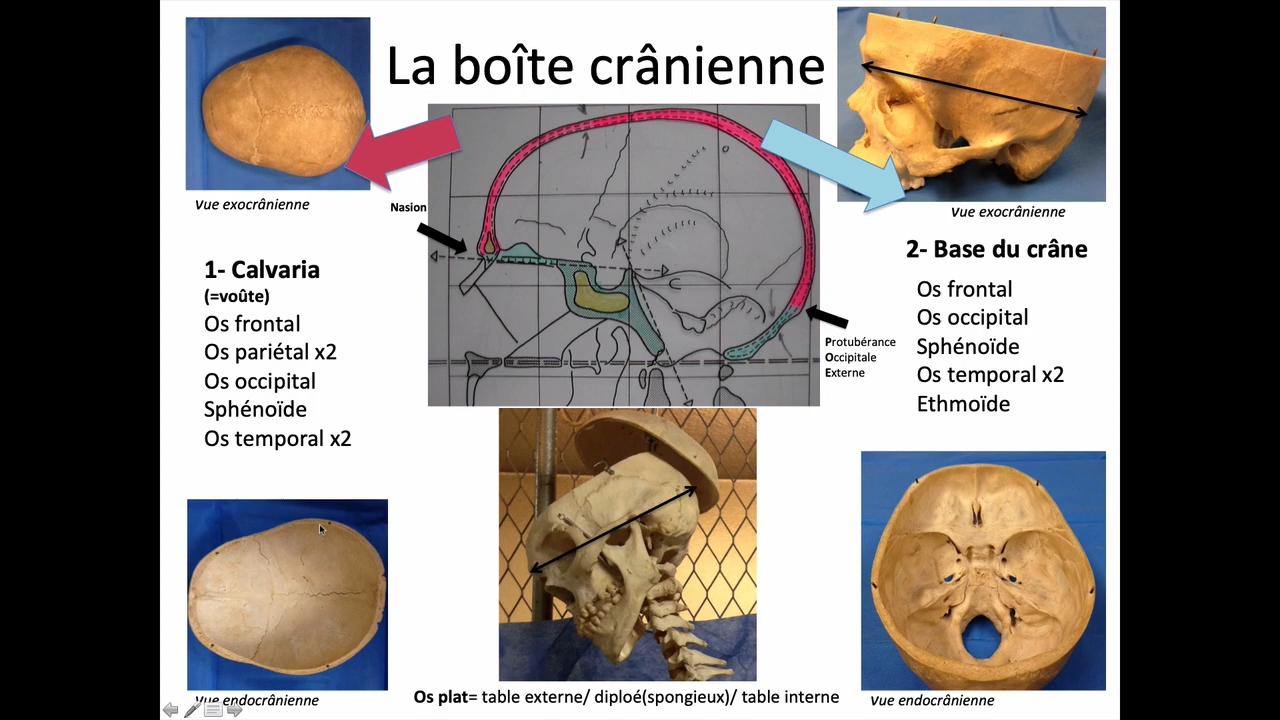 La boîte crânienne
Vue exocrânienne
Nasion
1- Calvaria
(=voûte)
Os frontal
Os pariétal x2
Os occipital
Sphénoïde
Os temporal x2
Vue endocrânienne
Vue exocrânienne
2- Base du crâne
Os frontal
Os occipital
Sphénoïde
Os temporal x2
Ethmoïde
Protubérance
Occipitale
Externe
Os plat= table externe/ diploé(spongieux)/ table interne
Vue endocrânienne